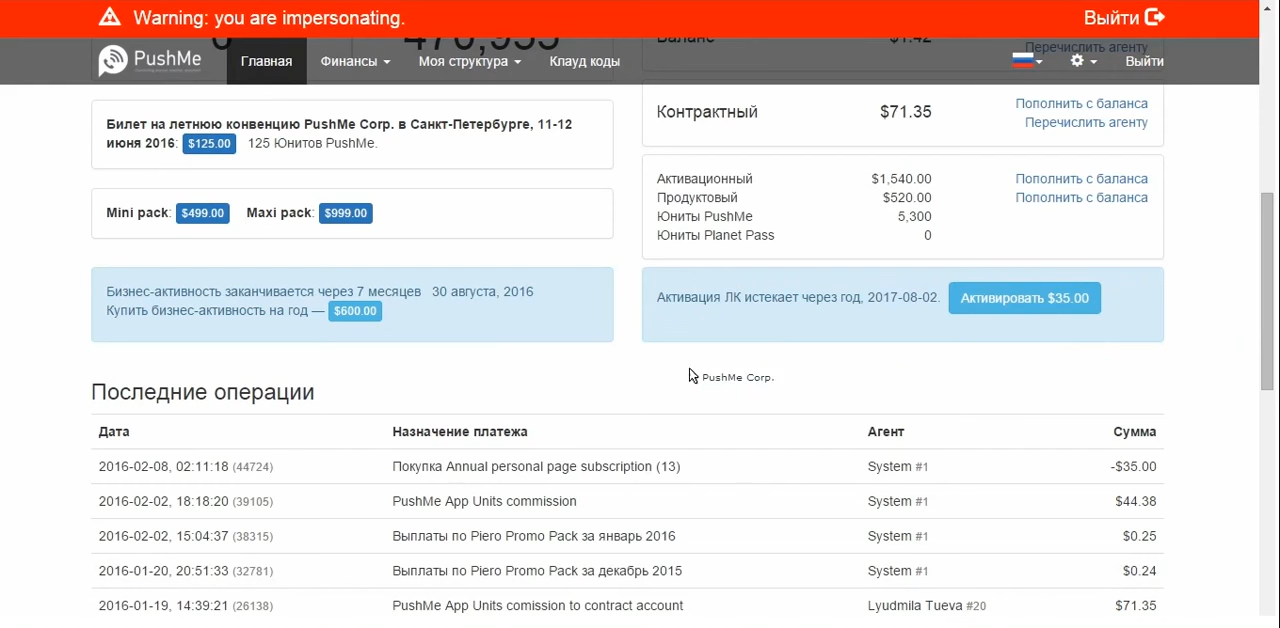 Warning: you are impersonating.
Выйти
470,955
Баланс
$1.42
Перечислить агенту
PushMe
Главная
Финансы
Моя структура
Клауд коды
Выйти
Билет на летнюю конвенцию PushMe Corp. в Санкт-Петербурге, 11-12
июня 2016: $125.00 125 Юнитов PushMe.
Mini pack: $499.00 Maxi pack: $999.00
Контрактный $71.35
Пополнить с баланса
Перечислить агенту
Активационный $1,540.00 Пополнить с баланса
Продуктовый $520.00 Пополнить с баланса
Юниты PushMe 5,300
Юниты Planet Pass 0
Бизнес-активность заканчивается через 7 месяцев 30 августа, 2016
Купить бизнес-активность на год — $600.00
Активация ЛК истекает через год, 2017-08-02. Активировать $35.00
PushMe Corp.
Последние операции
Дата Назначение платежа Агент Сумма
2016-02-08, 02:11:18 (44724) Покупка Annual personal page subscription (13) System #1 -$35.00
2016-02-02, 18:18:20 (39105) PushMe App Units commission System #1 $44.38
2016-02-02, 15:04:37 (38315) Выплаты по Piero Promo Pack за январь 2016 System #1 $0.25
2016-01-20, 20:51:33 (32781) Выплаты по Piero Promo Pack за декабрь 2015 System #1 $0.24
2016-01-19, 14:39:21 (26138) PushMe App Units comission to contract account Lyudmila Tueva #20 $71.35